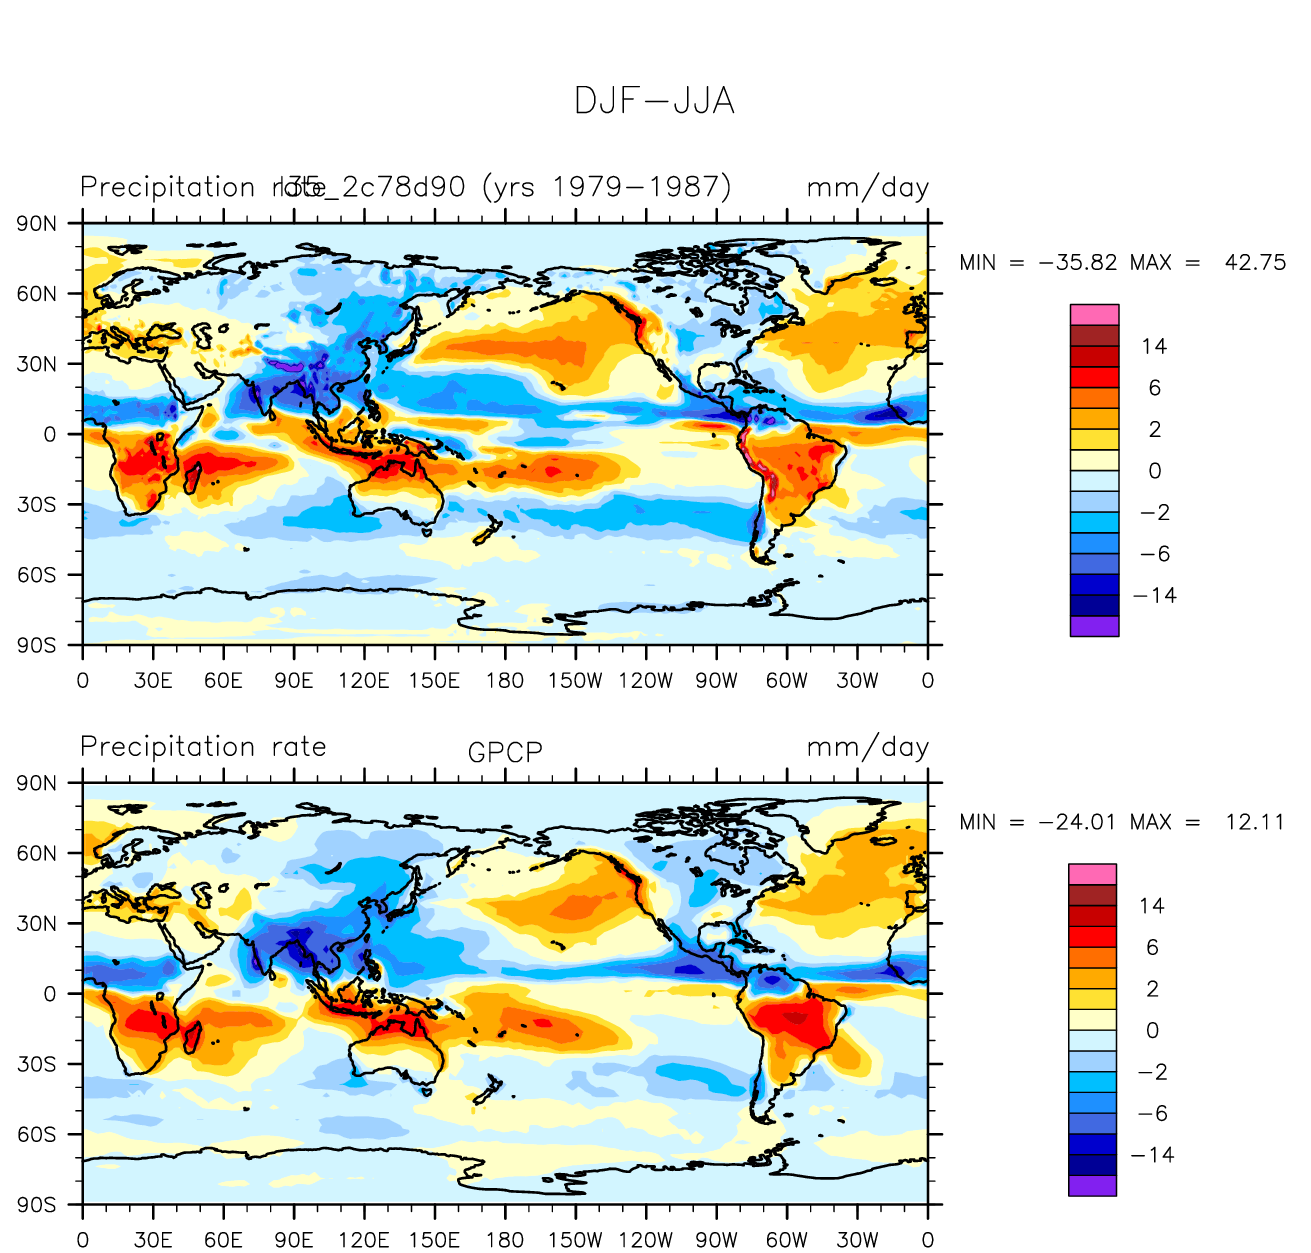 DJF−JJA
Precipitation rate b35_2c78d90 (yrs 1979−1987) mm/day
MIN = −35.82 MAX = 42.75
90N
60N
30N
0
30S
60S
90S
0 30E 60E 90E 120E 150E 180 150W 120W 90W 60W 30W 0
14
6
2
0
−2
−6
−14
Precipitation rate GPCP mm/day
MIN = −24.01 MAX = 12.11
90N
60N
30N
0
30S
60S
90S
0 30E 60E 90E 120E 150E 180 150W 120W 90W 60W 30W 0
14
6
2
0
−2
−6
−14